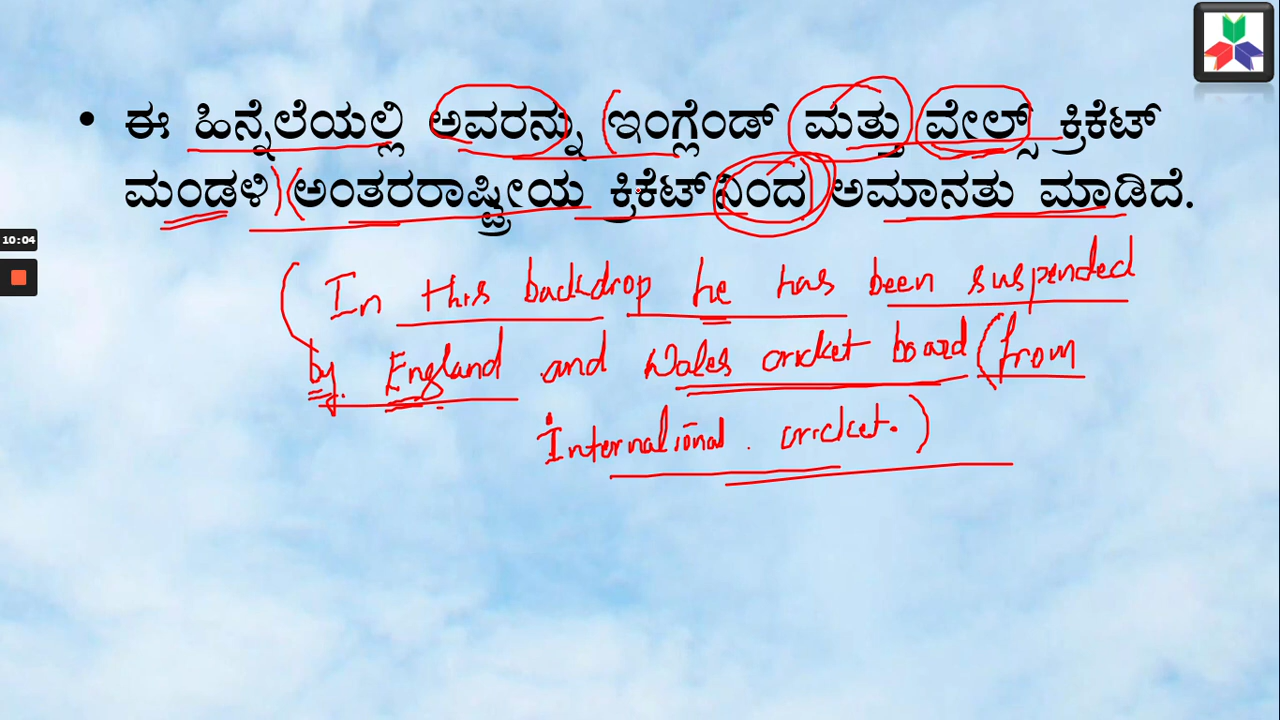 • ಈ ಹಿನ್ನೆಲೆಯಲ್ಲಿ ಅವರನ್ನು ಇಂಗ್ಲೆಂಡ್ ಮತ್ತು ವೇಲ್ಸ್ ಕ್ರಿಕೆಟ್
ಮಂಡಳಿ) (ಅಂತರರಾಷ್ಟ್ರೀಯ ಕ್ರಿಕೆಟ್‌ನಿಂದ ಅಮಾನತು ಮಾಡಿದೆ.
10:04
(In this backdrop he has been suspended
by England and Wales cricket board (from
International cricket.)